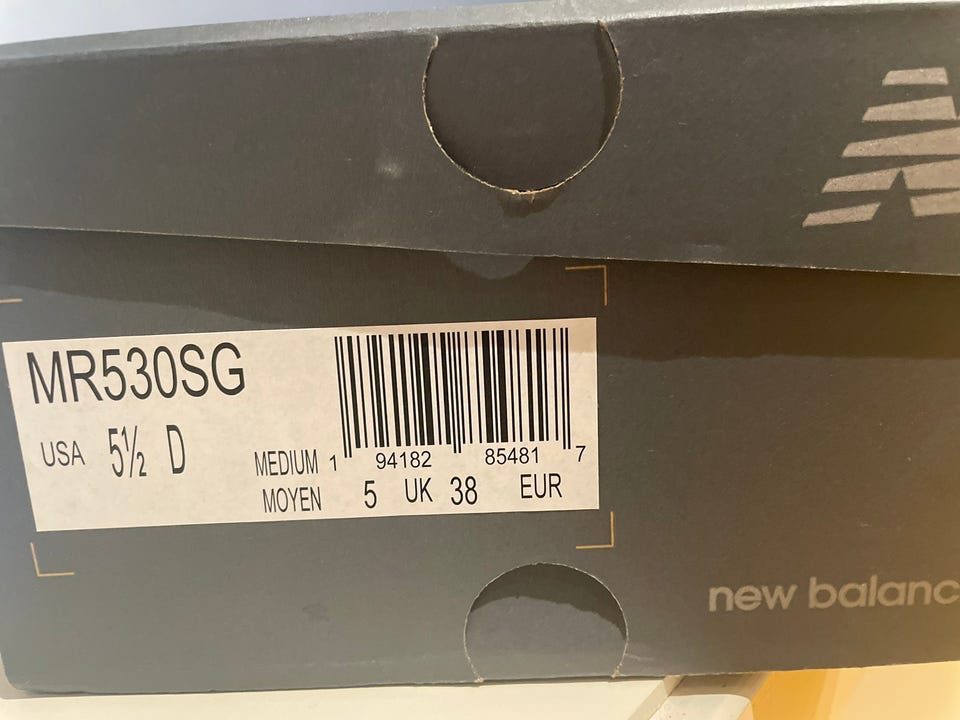 MR530SG
USA 5½ D
MEDIUM 1 94182 85481 7
MOYEN 5 UK 38 EUR
new balanc